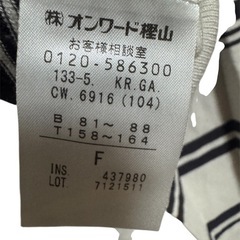 (株)オンワード樫山
お客様相談室
0120-586300
133-5. KR.GA.
CW. 6916 (104)
B 81～ 88
T 158～164
F
INS 437980
LOT. 7121511